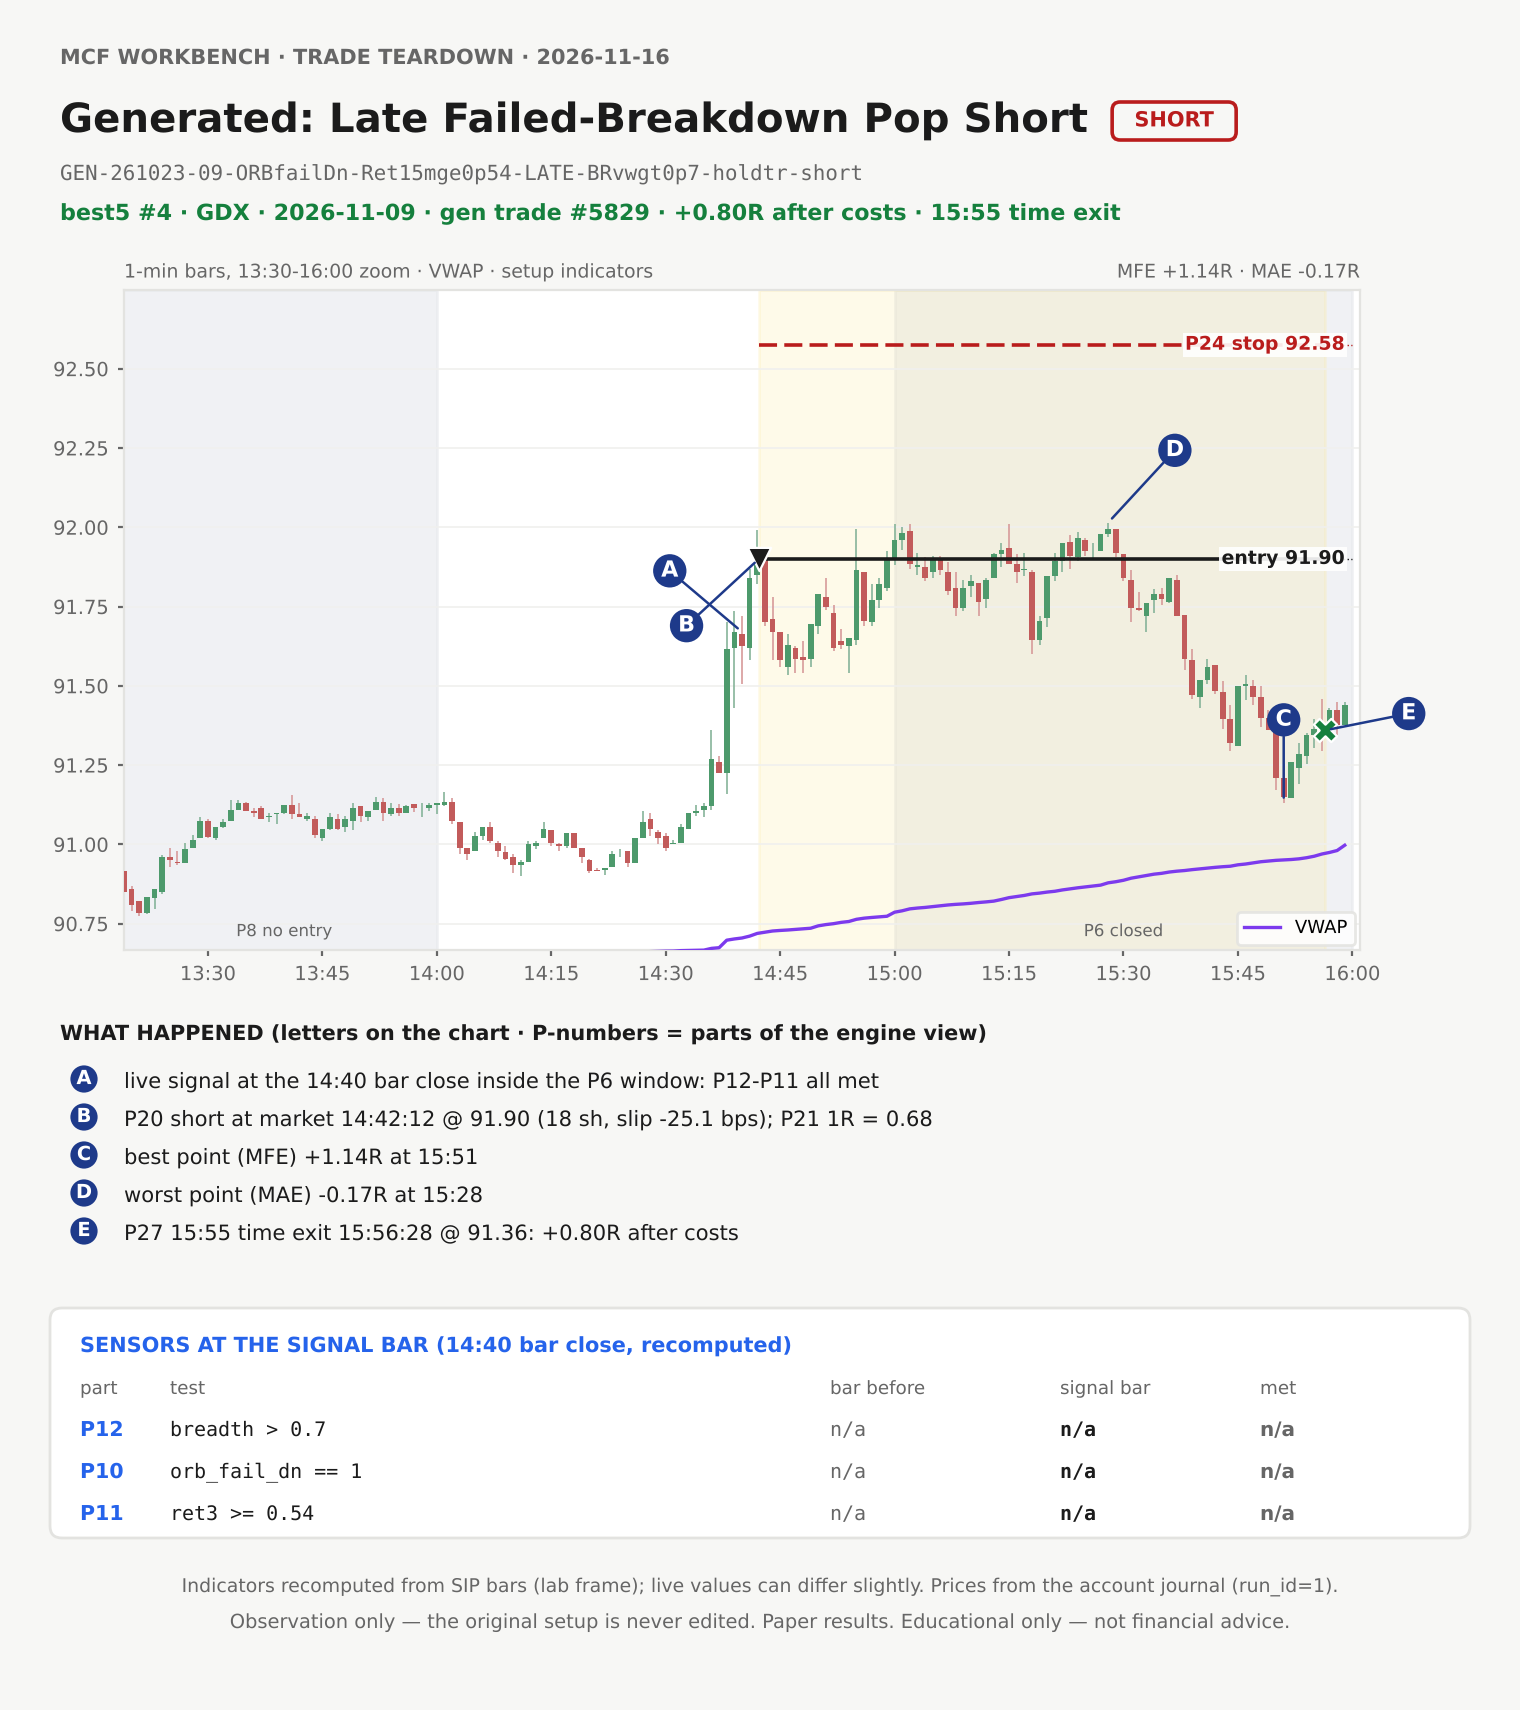 MCF WORKBENCH · TRADE TEARDOWN · 2026-11-16
Generated: Late Failed-Breakdown Pop Short SHORT
GEN-261023-09-ORBfailDn-Ret15mge0p54-LATE-BRvwgt0p7-holdtr-short
best5 #4 · GDX · 2026-11-09 · gen trade #5829 · +0.80R after costs · 15:55 time exit
1-min bars, 13:30-16:00 zoom · VWAP · setup indicators MFE +1.14R · MAE -0.17R
P24 stop 92.58
92.50
92.25
D
92.00
entry 91.90
A
91.75
B
91.50
C
E
91.25
91.00
90.75
P8 no entry
P6 closed
VWAP
13:30 13:45 14:00 14:15 14:30 14:45 15:00 15:15 15:30 15:45 16:00
WHAT HAPPENED (letters on the chart · P-numbers = parts of the engine view)
A live signal at the 14:40 bar close inside the P6 window: P12-P11 all met
B P20 short at market 14:42:12 @ 91.90 (18 sh, slip -25.1 bps); P21 1R = 0.68
C best point (MFE) +1.14R at 15:51
D worst point (MAE) -0.17R at 15:28
E P27 15:55 time exit 15:56:28 @ 91.36: +0.80R after costs
SENSORS AT THE SIGNAL BAR (14:40 bar close, recomputed)
part test bar before signal bar met
P12 breadth > 0.7 n/a n/a n/a
P10 orb_fail_dn == 1 n/a n/a n/a
P11 ret3 >= 0.54 n/a n/a n/a
Indicators recomputed from SIP bars (lab frame); live values can differ slightly. Prices from the account journal (run_id=1).
Observation only — the original setup is never edited. Paper results. Educational only — not financial advice.